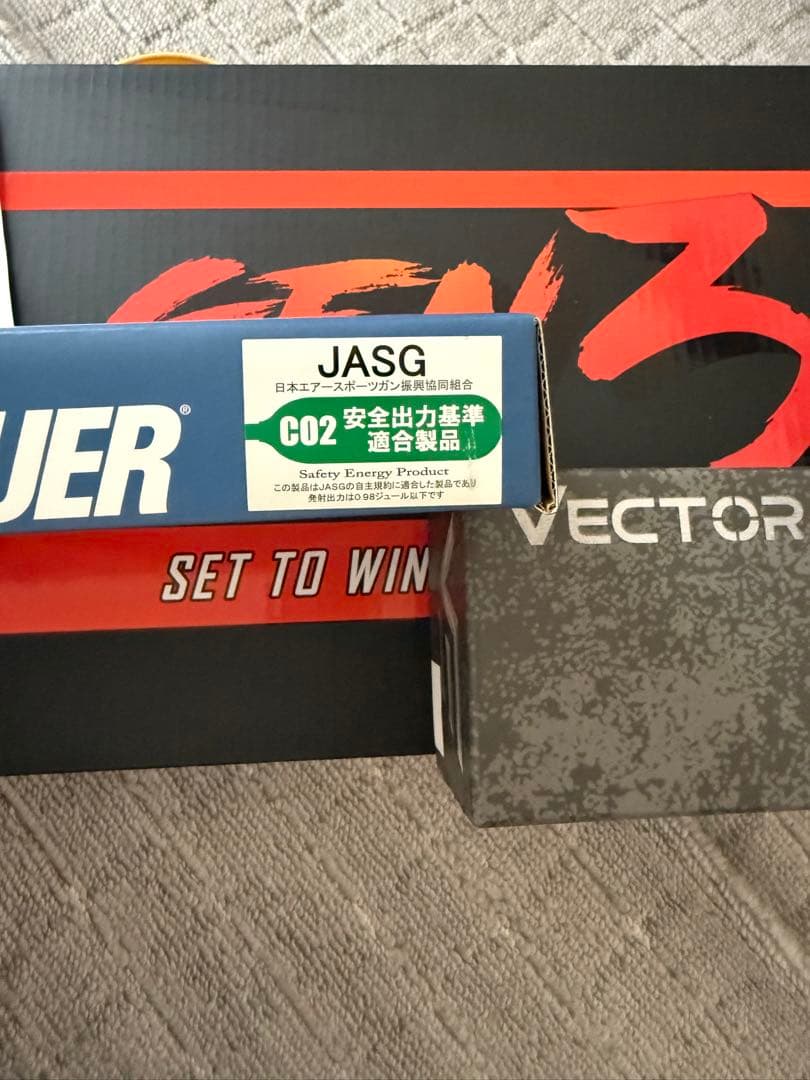 GEN3
UER®
JASG
日本エアースポーツガン振興協同組合
CO2 安全出力基準
適合製品
Safety Energy Product
この製品はJASGの自主規約に適合した製品であり
発射出力は0.98ジュール以下です
VECTOR
SET TO WIN